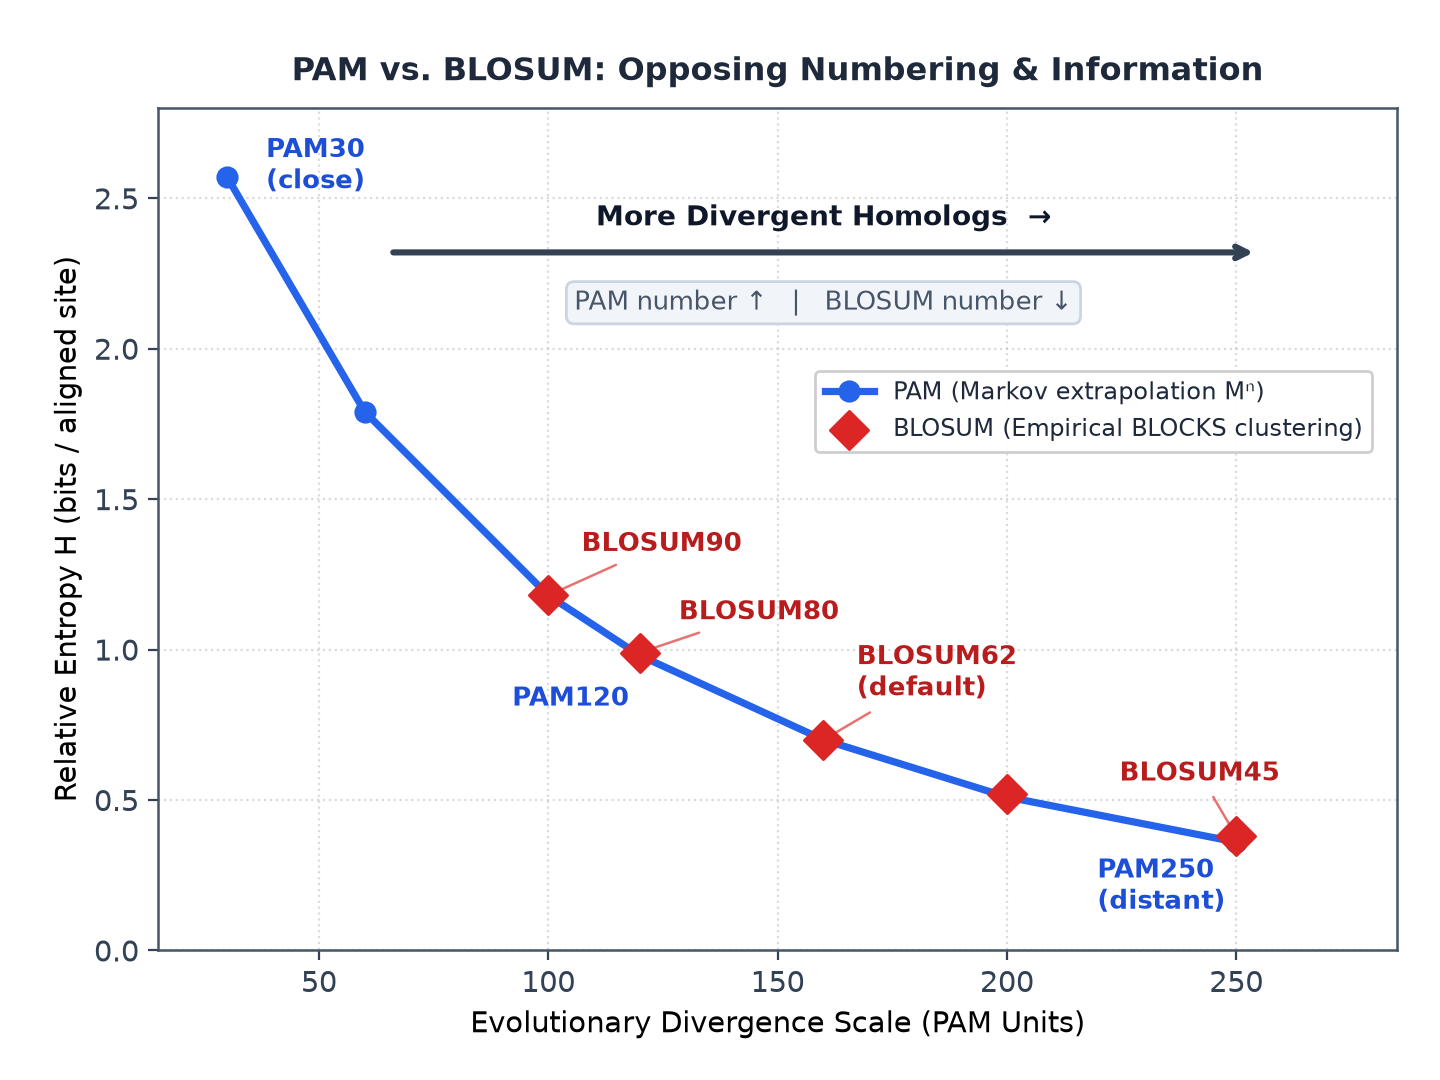 PAM vs. BLOSUM: Opposing Numbering & Information
PAM30
(close)
More Divergent Homologs →
PAM number ↑ | BLOSUM number ↓
PAM (Markov extrapolation Mⁿ)
BLOSUM (Empirical BLOCKS clustering)
BLOSUM90
BLOSUM80
PAM120
BLOSUM62
(default)
BLOSUM45
PAM250
(distant)
Relative Entropy H (bits / aligned site)
2.5
2.0
1.5
1.0
0.5
0.0
50
100
150
200
250
Evolutionary Divergence Scale (PAM Units)